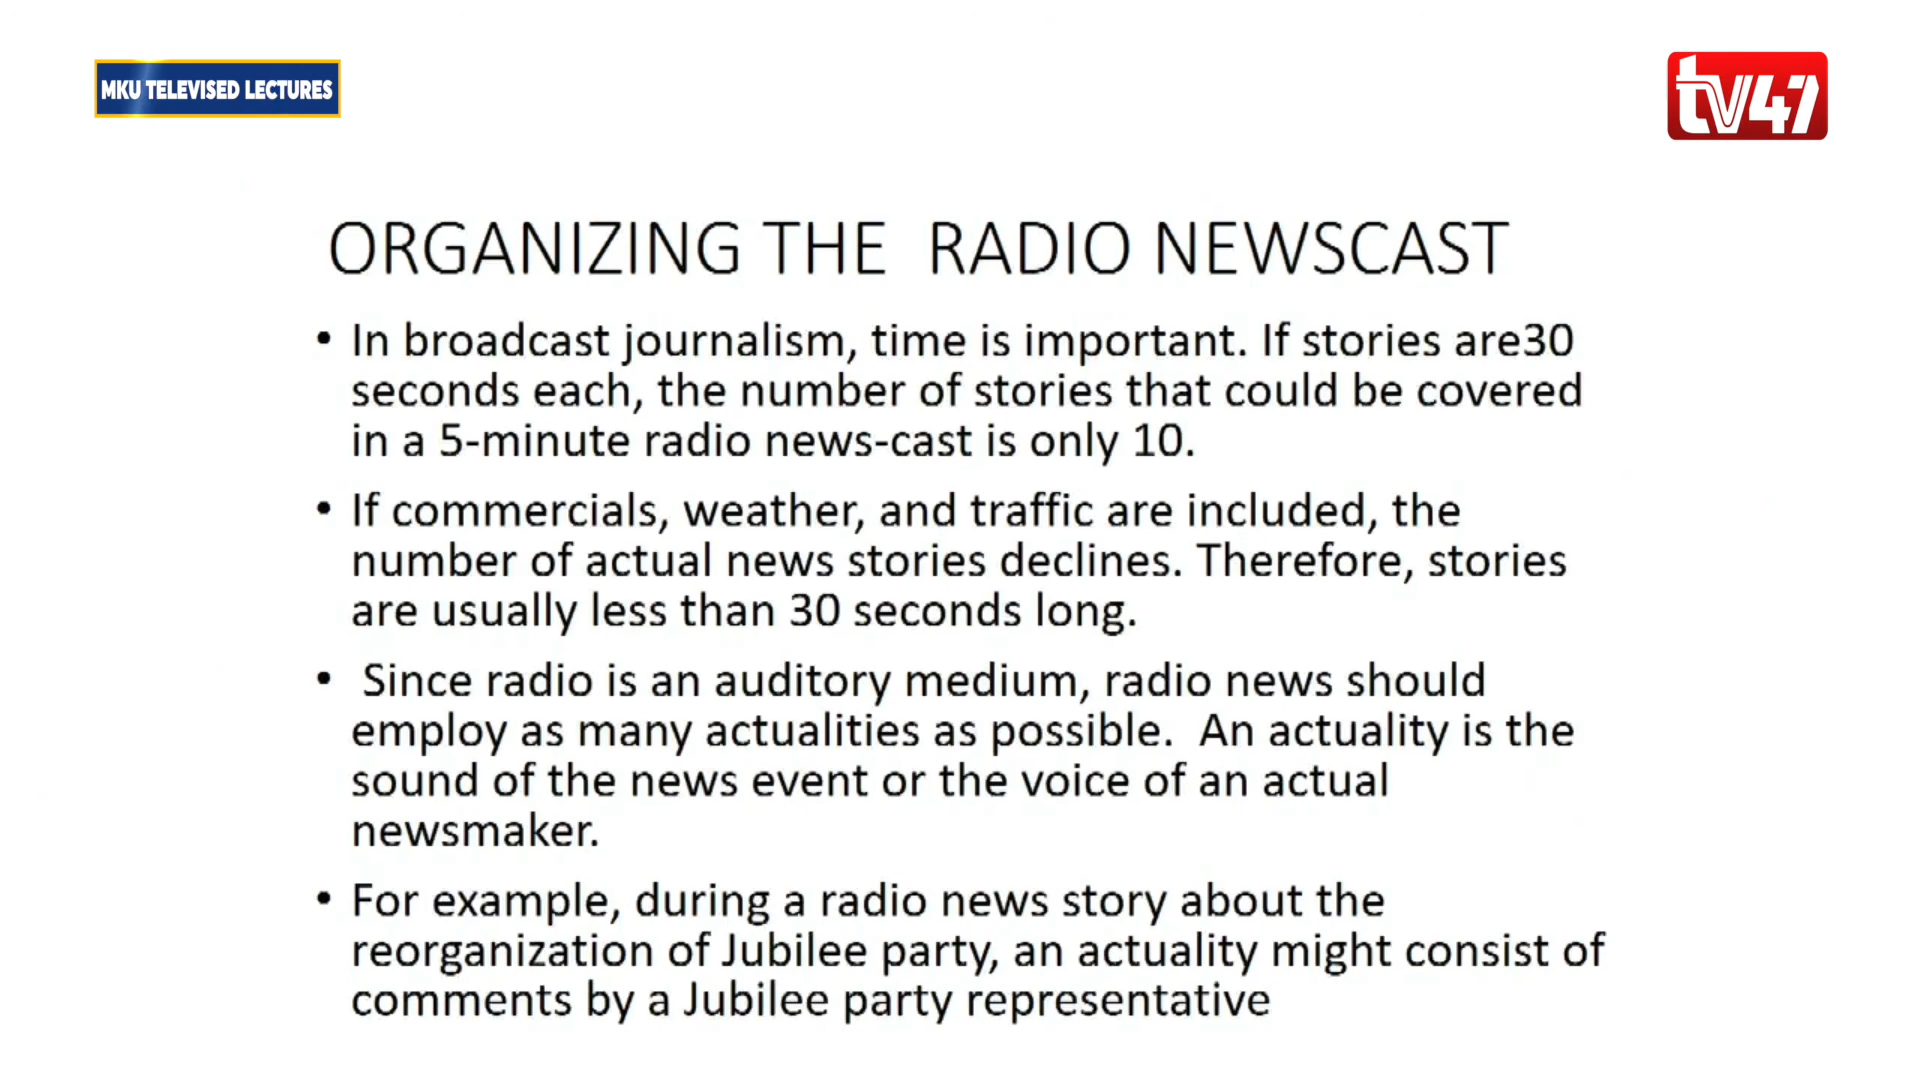 MKU TELEVISED LECTURES
tv47
ORGANIZING THE RADIO NEWSCAST
• In broadcast journalism, time is important. If stories are30
seconds each, the number of stories that could be covered
in a 5-minute radio news-cast is only 10.
• If commercials, weather, and traffic are included, the
number of actual news stories declines. Therefore, stories
are usually less than 30 seconds long.
• Since radio is an auditory medium, radio news should
employ as many actualities as possible. An actuality is the
sound of the news event or the voice of an actual
newsmaker.
• For example, during a radio news story about the
reorganization of Jubilee party, an actuality might consist of
comments by a Jubilee party representative